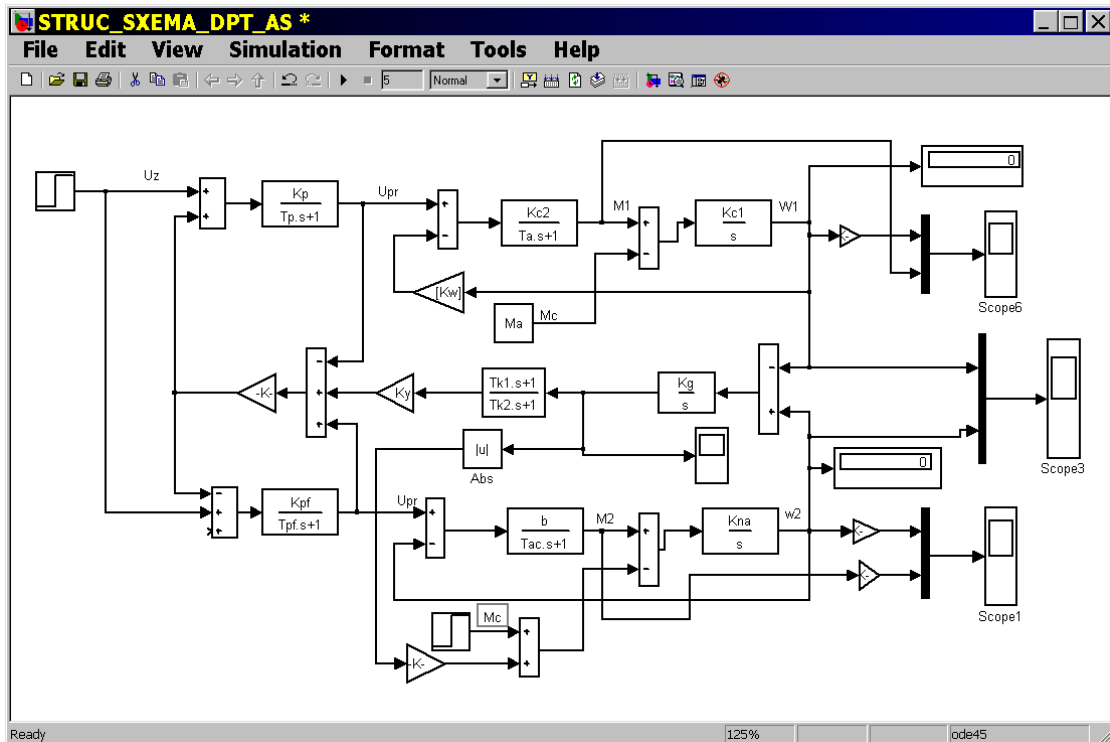 STRUC_SXEMA_DPT_AS *
File Edit View Simulation Format Tools Help
5 Normal
0
Uz
Kp
Tp.s+1
Upr
Kc2
Ta.s+1
M1
Kc1
s
W1
[Kw]
Ma
Mc
Scope6
-K-
Ky
Tk1.s+1
Tk2.s+1
Kg
s
|u|
Abs
0
Scope3
Kpf
Tpf.s+1
Upr
b
Tac.s+1
M2
Kna
s
w2
Scope1
Mc
-K-
Ready 125% ode45